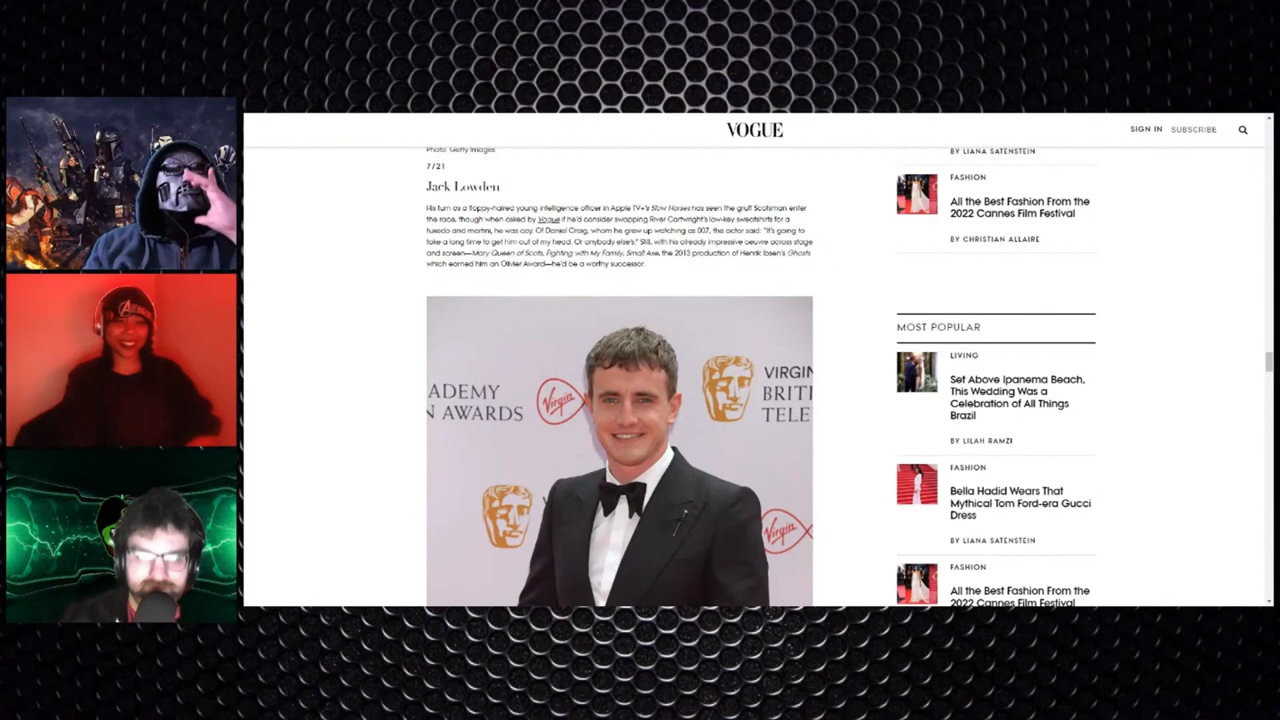 VOGUE
SIGN IN
SUBSCRIBE
Photo: Getty Images
7/21
Jack Lowden
His turn as a floppy-haired young intelligence officer in Apple TV+'s Slow Horses has seen the gruff Scotsman enter
the race, though when asked by Vogue if he'd consider swapping River Cartwright's low-key sweatshirts for a
tuxedo and martini, he was coy. Of Daniel Craig, whom he grew up watching as 007, the actor said: "It's going to
take a long time to get him out of my head. Or anybody else's." Still, with his already impressive oeuvre across stage
and screen—Mary Queen of Scots, Fighting with My Family, Small Axe, the 2013 production of Henrik Ibsen's Ghosts
which earned him an Olivier Award—he'd be a worthy successor.
ADEMY
N AWARDS
Virgin
VIRGIN
BRITI
TELE
Virgin
BY LIANA SATENSTEIN
FASHION
All the Best Fashion From the
2022 Cannes Film Festival
BY CHRISTIAN ALLAIRE
MOST POPULAR
LIVING
Set Above Ipanema Beach,
This Wedding Was a
Celebration of All Things
Brazil
BY LILAH RAMZI
FASHION
Bella Hadid Wears That
Mythical Tom Ford-era Gucci
Dress
BY LIANA SATENSTEIN
FASHION
All the Best Fashion From the
2022 Cannes Film Festival